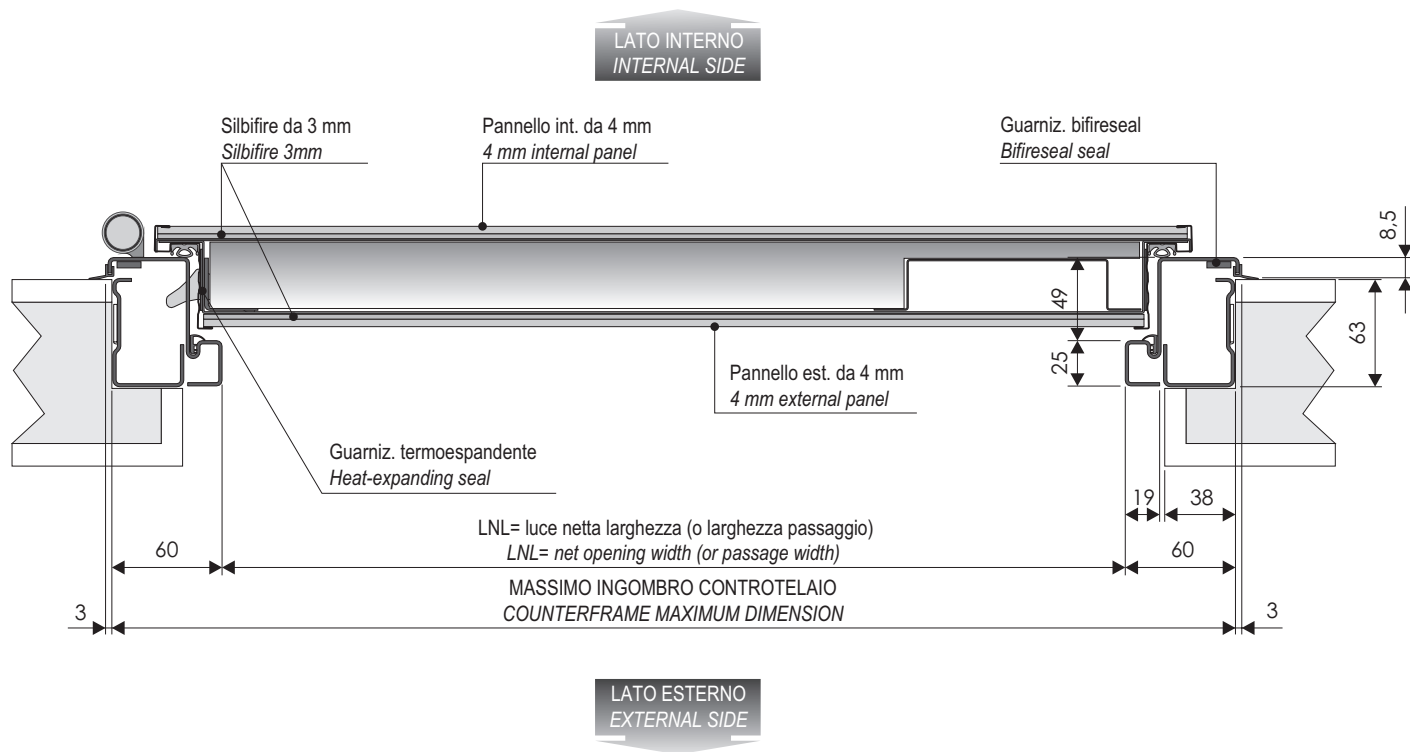 LATO INTERNO
INTERNAL SIDE
Silbifire da 3 mm
Silbifire 3mm
Pannello int. da 4 mm
4 mm internal panel
Guarniz. bifireseal
Bifireseal seal
8,5
49
63
25
Pannello est. da 4 mm
4 mm external panel
Guarniz. termoespandente
Heat-expanding seal
19
38
LNL= luce netta larghezza (o larghezza passaggio)
LNL= net opening width (or passage width)
60
60
MASSIMO INGOMBRO CONTROTELAIO
COUNTERFRAME MAXIMUM DIMENSION
3
3
LATO ESTERNO
EXTERNAL SIDE